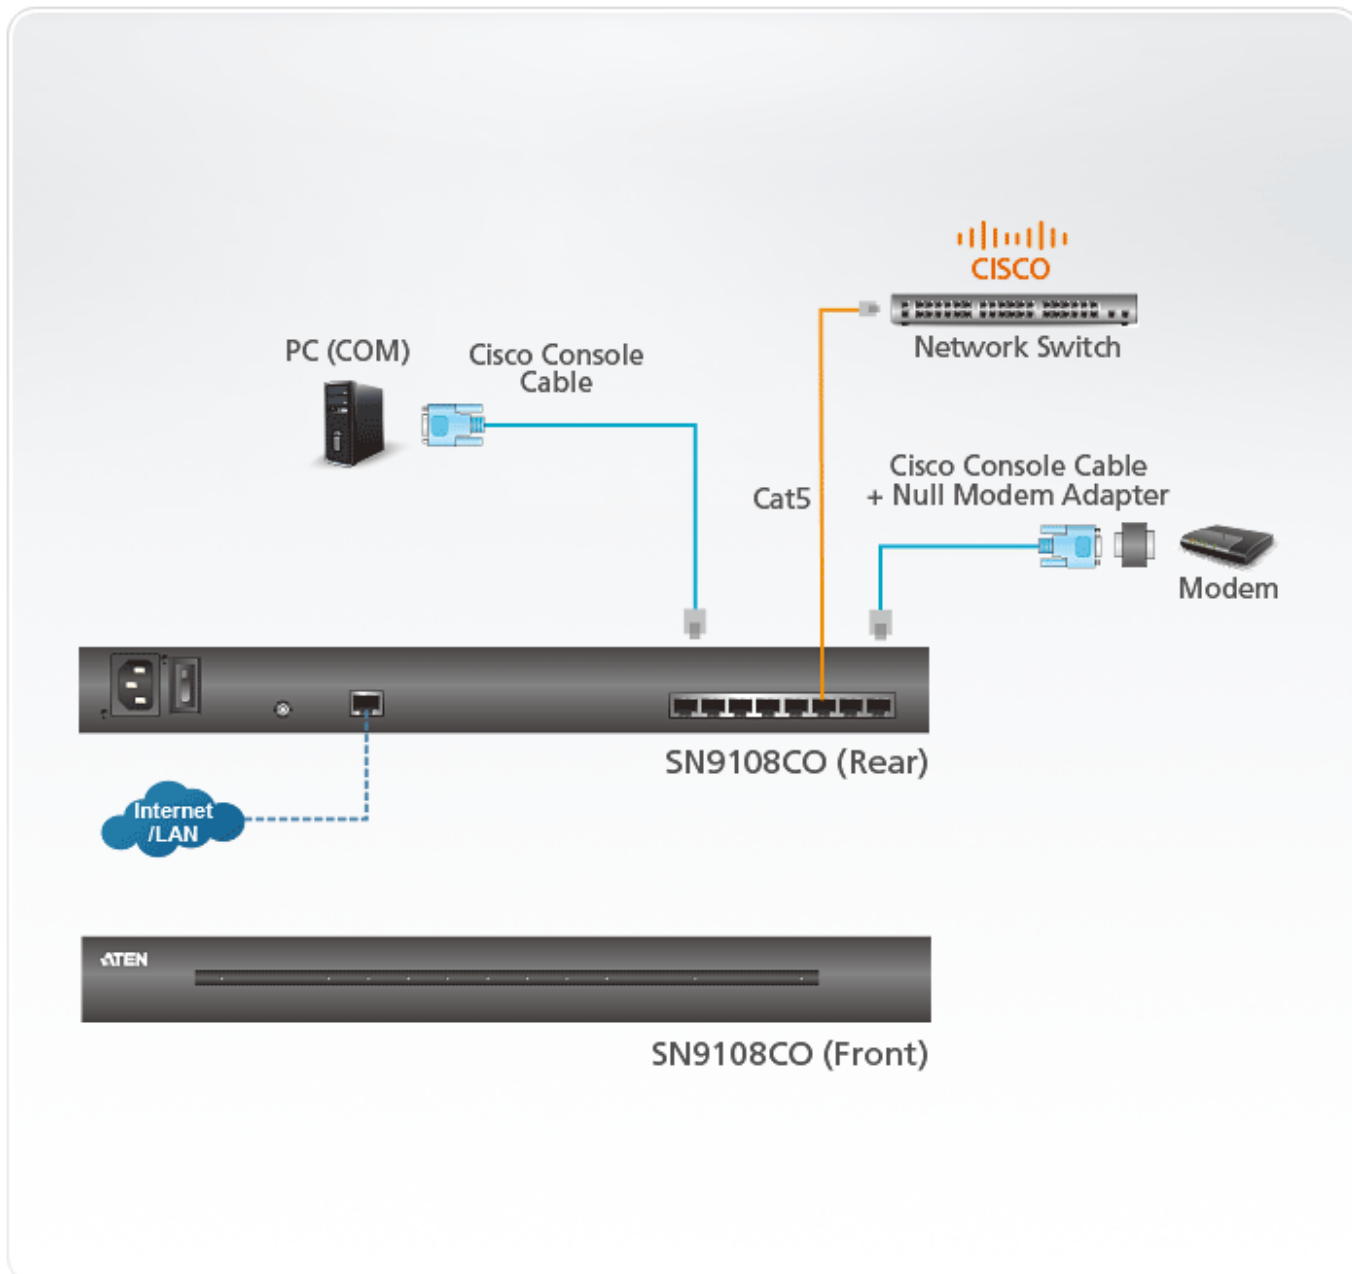 CISCO
Network Switch
PC (COM)
Cisco Console
Cable
Cat5
Cisco Console Cable
+ Null Modem Adapter
Modem
SN9108CO (Rear)
Internet
/LAN
ATEN
SN9108CO (Front)